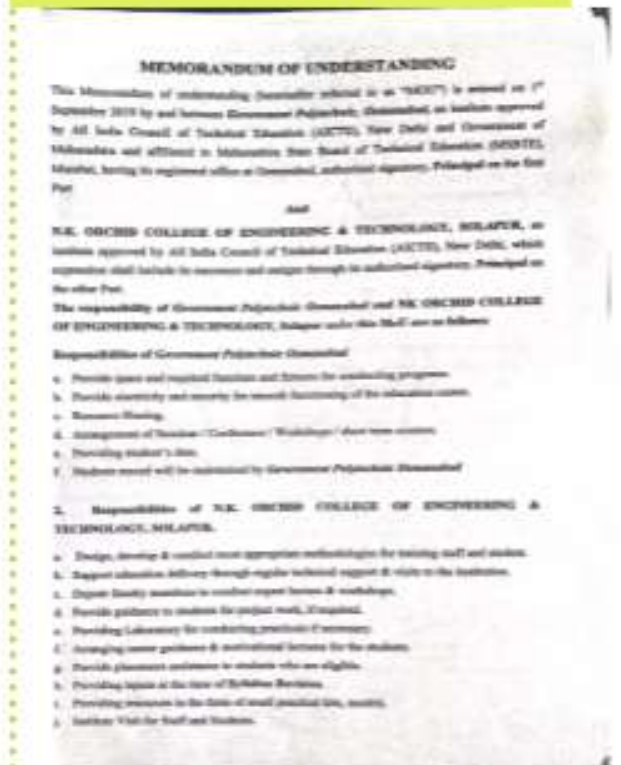 MEMORANDUM OF UNDERSTANDING
This Memorandum of understanding (hereinafter referred to as "MOU") is entered on 1st
September 2019 by and between Government Polytechnic, Osmanabad, an institute approved
by All India Council of Technical Education (AICTE), New Delhi and Government of
Maharashtra and affiliated to Maharashtra State Board of Technical Education (MSBTE),
Mumbai, having its registered office at Osmanabad, authorized signatory, Principal on the first
Part
And
N.K. ORCHID COLLEGE OF ENGINEERING & TECHNOLOGY, SOLAPUR, an
institute approved by All India Council of Technical Education (AICTE), New Delhi, which
expression shall include its successors and assigns through its authorized signatory, Principal on
the other Part.
The responsibility of Government Polytechnic Osmanabad and NK ORCHID COLLEGE
OF ENGINEERING & TECHNOLOGY, Solapur under this MoU are as follows:
Responsibilities of Government Polytechnic Osmanabad
a. Provide space and required furniture and fixtures for conducting programs.
b. Provide electricity and security for smooth functioning of the education centre.
c. Resource Sharing.
d. Arrangement of Seminar / Conference / Workshops / short term courses
e. Providing student's data.
f. Students record will be maintained by Government Polytechnic Osmanabad
2. Responsibilities of N.K. ORCHID COLLEGE OF ENGINEERING &
TECHNOLOGY, SOLAPUR.
a. Design, develop & conduct most appropriate methodologies for training staff and student.
b. Support education delivery through regular technical support & visits to the institution.
c. Depute faculty members to conduct expert lecture & workshops.
d. Provide guidance to students for project work, if required.
e. Providing Laboratory for conducting practicals if necessary.
f. Arranging career guidance & motivational lectures for the students.
g. Provide placement assistance to students who are eligible.
h. Providing inputs at the time of Syllabus Revision.
i. Providing resources in the form of
j. Institute Visit for Staff and Students.